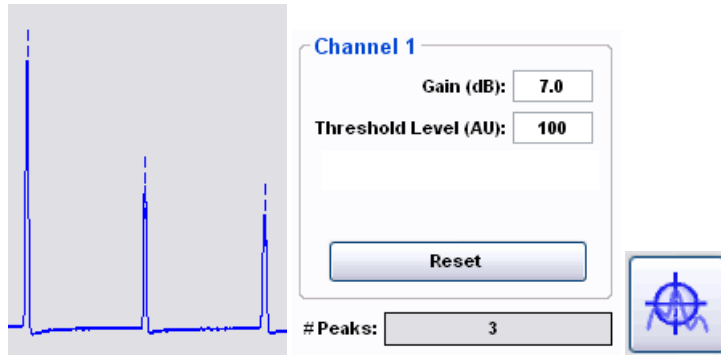 Channel 1
Gain (dB): 7.0
Threshold Level (AU): 100
Reset
#Peaks: 3